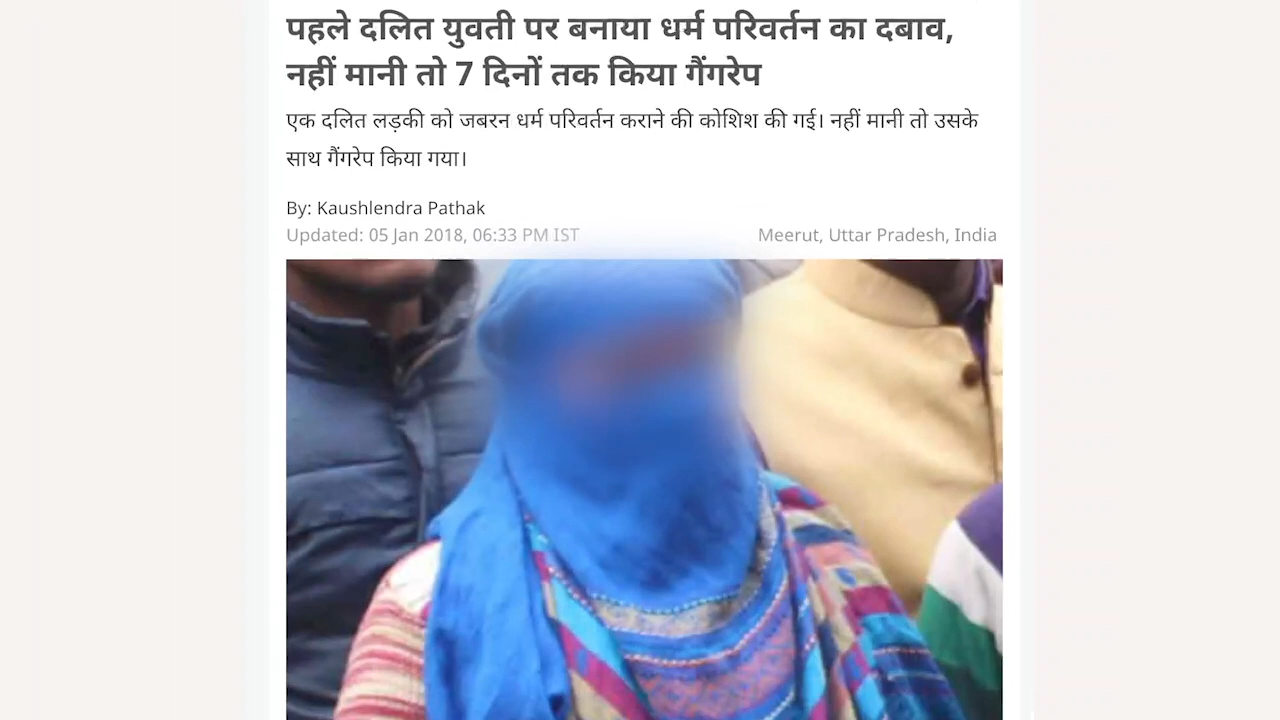 पहले दलित युवती पर बनाया धर्म परिवर्तन का दबाव,
नहीं मानी तो 7 दिनों तक किया गैंगरेप
एक दलित लड़की को जबरन धर्म परिवर्तन कराने की कोशिश की गई। नहीं मानी तो उसके
साथ गैंगरेप किया गया।
By: Kaushlendra Pathak
Updated: 05 Jan 2018, 06:33 PM IST
Meerut, Uttar Pradesh, India